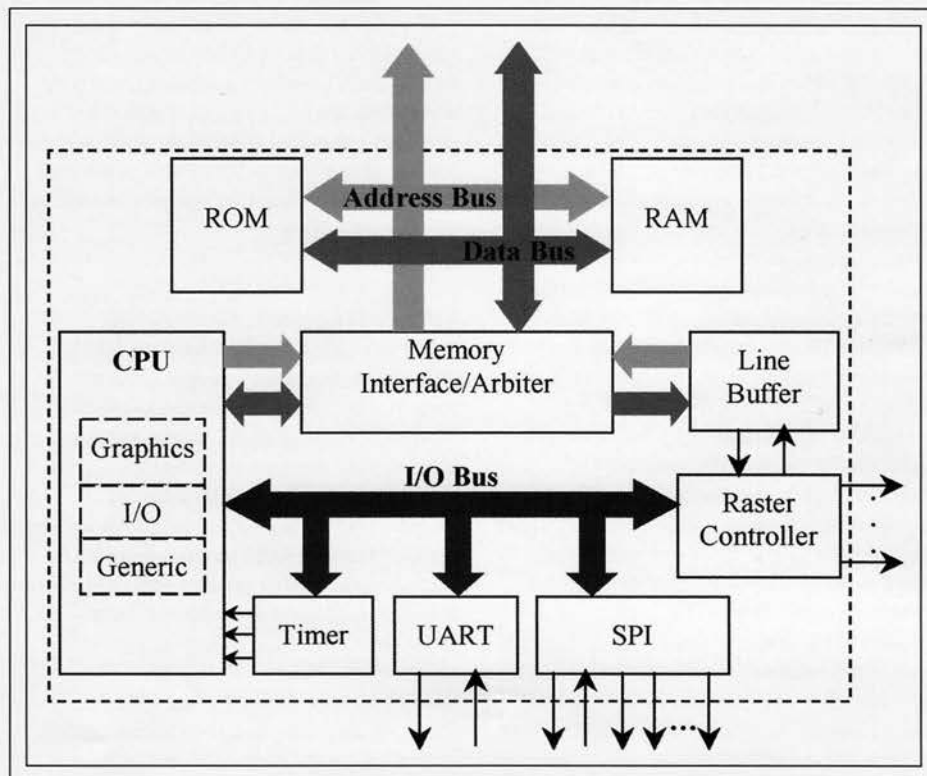 ROM
Address Bus
RAM
Data Bus
CPU
Memory
Interface/Arbiter
Line
Buffer
Graphics
I/O
Generic
I/O Bus
Raster
Controller
Timer
UART
SPI